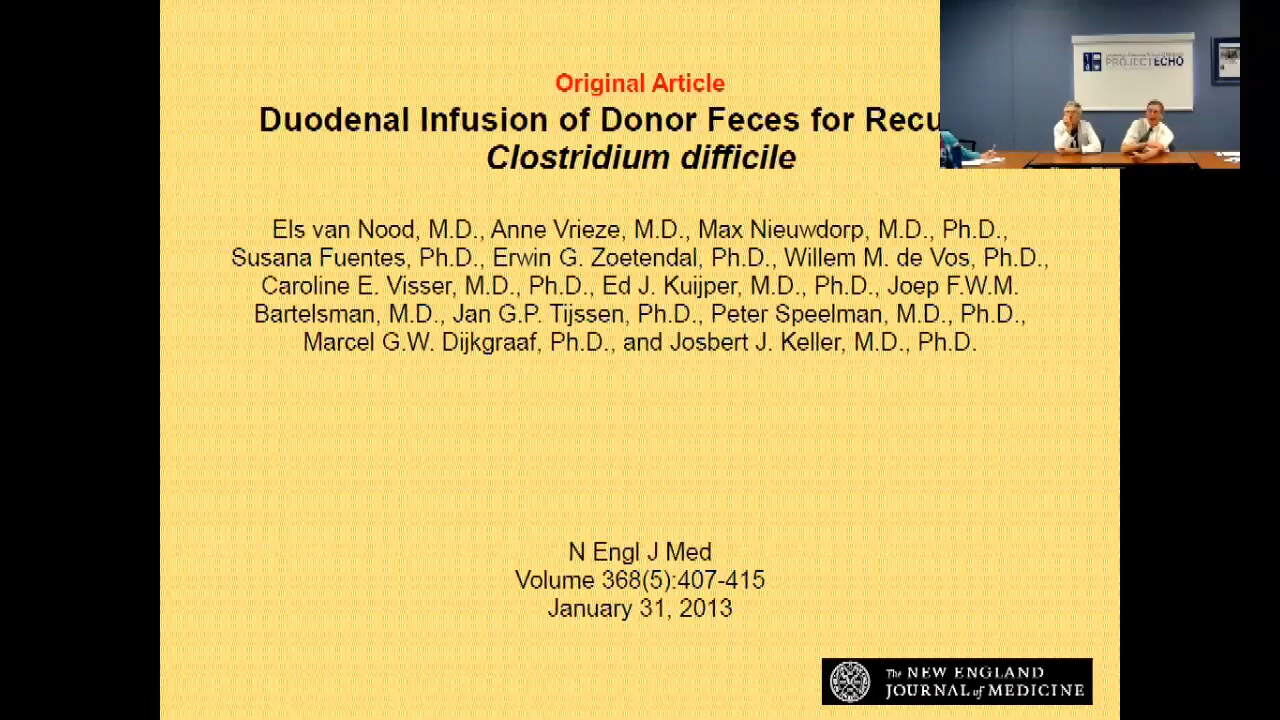 Original Article
Duodenal Infusion of Donor Feces for
Clostridium difficile
Els van Nood, M.D., Anne Vrieze, M.D., Max Nieuwdorp, M.D., Ph.D.,
Susana Fuentes, Ph.D., Erwin G. Zoetendal, Ph.D., Willem M. de Vos, Ph.D.,
Caroline E. Visser, M.D., Ph.D., Ed J. Kuijper, M.D., Ph.D., Joep F.W.M.
Bartelsman, M.D., Jan G.P. Tijssen, Ph.D., Peter Speelman, M.D., Ph.D.,
Marcel G.W. Dijkgraaf, Ph.D., and Josbert J. Keller, M.D., Ph.D.
N Engl J Med
Volume 368(5):407-415
January 31, 2013
The NEW ENGLAND
JOURNAL of MEDICINE
PROJECT ECHO